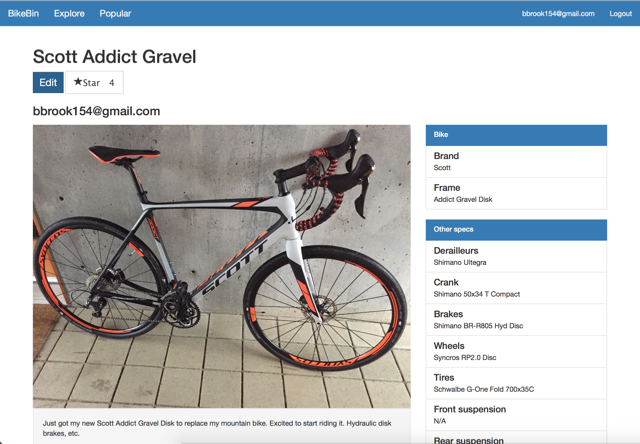 BikeBin Explore Popular bbrook154@gmail.com Logout
Scott Addict Gravel
Edit ★Star 4
bbrook154@gmail.com
SCOTT
Just got my new Scott Addict Gravel Disk to replace my mountain bike. Excited to start riding it. Hydraulic disk
brakes, etc.
Bike
Brand
Scott
Frame
Addict Gravel Disk
Other specs
Derailleurs
Shimano Ultegra
Crank
Shimano 50x34 T Compact
Brakes
Shimano BR-R805 Hyd Disc
Wheels
Syncros RP2.0 Disc
Tires
Schwalbe G-One Fold 700x35C
Front suspension
N/A
Rear suspension